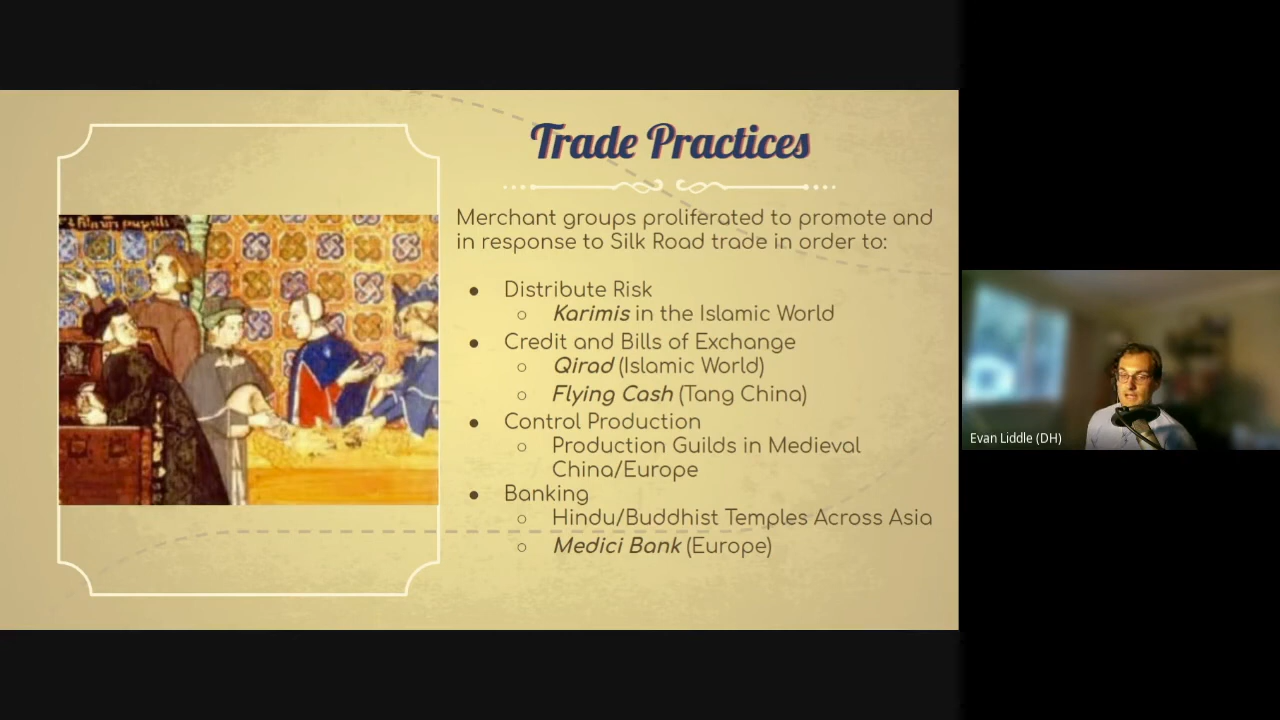 Trade Practices
Merchant groups proliferated to promote and
in response to Silk Road trade in order to:
● Distribute Risk
○ Karimis in the Islamic World
● Credit and Bills of Exchange
○ Qirad (Islamic World)
○ Flying Cash (Tang China)
● Control Production
○ Production Guilds in Medieval
China/Europe
● Banking
○ Hindu/Buddhist Temples Across Asia
○ Medici Bank (Europe)
Evan Liddle (DH)